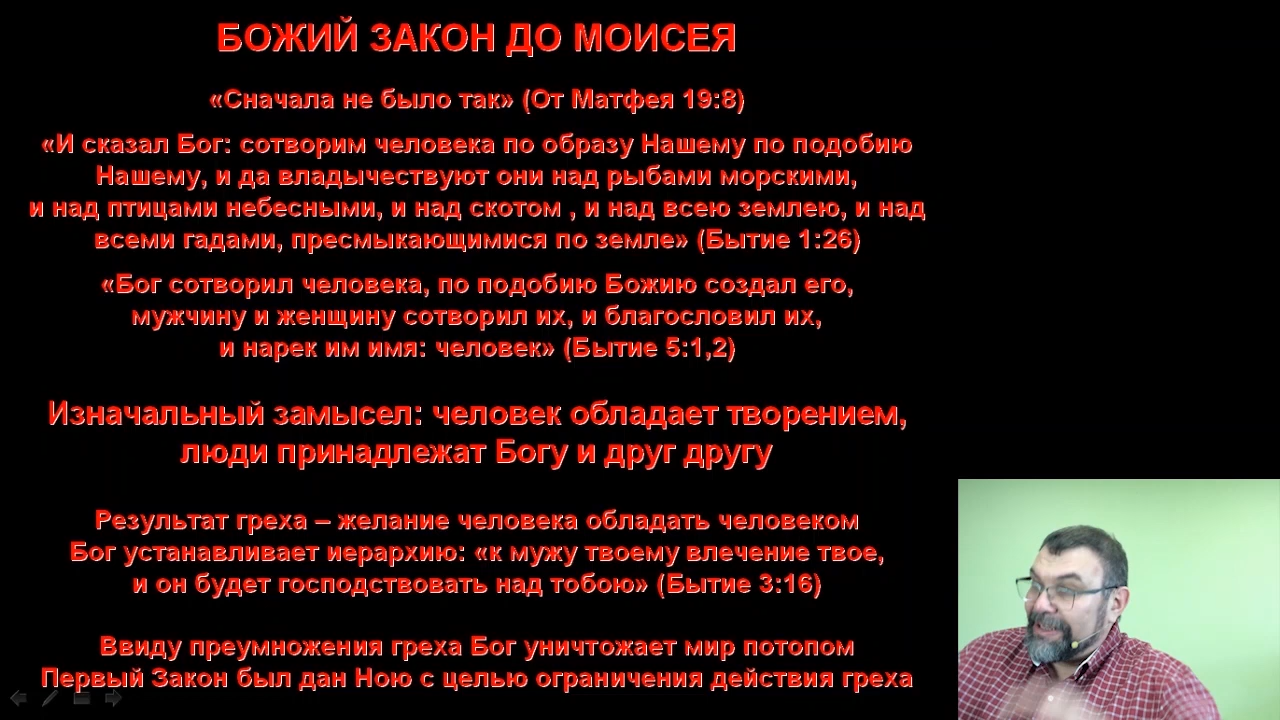 БОЖИЙ ЗАКОН ДО МОИСЕЯ
«Сначала не было так» (От Матфея 19:8)
«И сказал Бог: сотворим человека по образу Нашему по подобию
Нашему, и да владычествуют они над рыбами морскими,
и над птицами небесными, и над скотом , и над всею землею, и над
всеми гадами, пресмыкающимися по земле» (Бытие 1:26)
«Бог сотворил человека, по подобию Божию создал его,
мужчину и женщину сотворил их, и благословил их,
и нарек им имя: человек» (Бытие 5:1,2)
Изначальный замысел: человек обладает творением,
люди принадлежат Богу и друг другу
Результат греха – желание человека обладать человеком
Бог устанавливает иерархию: «к мужу твоему влечение твое,
и он будет господствовать над тобою» (Бытие 3:16)
Ввиду преумножения греха Бог уничтожает мир потопом
Первый Закон был дан Ною с целью ограничения действия греха